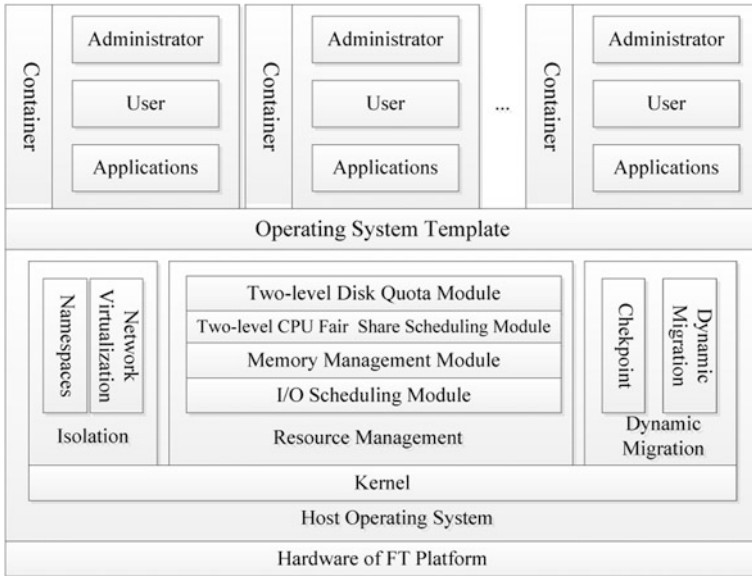 Container
Administrator
User
Applications
Container
Administrator
User
Applications
...
Container
Administrator
User
Applications
Operating System Template
Namespaces
Network
Virtualization
Isolation
Two-level Disk Quota Module
Two-level CPU Fair Share Scheduling Module
Memory Management Module
I/O Scheduling Module
Resource Management
Chekpoint
Dynamic
Migration
Dynamic
Migration
Kernel
Host Operating System
Hardware of FT Platform